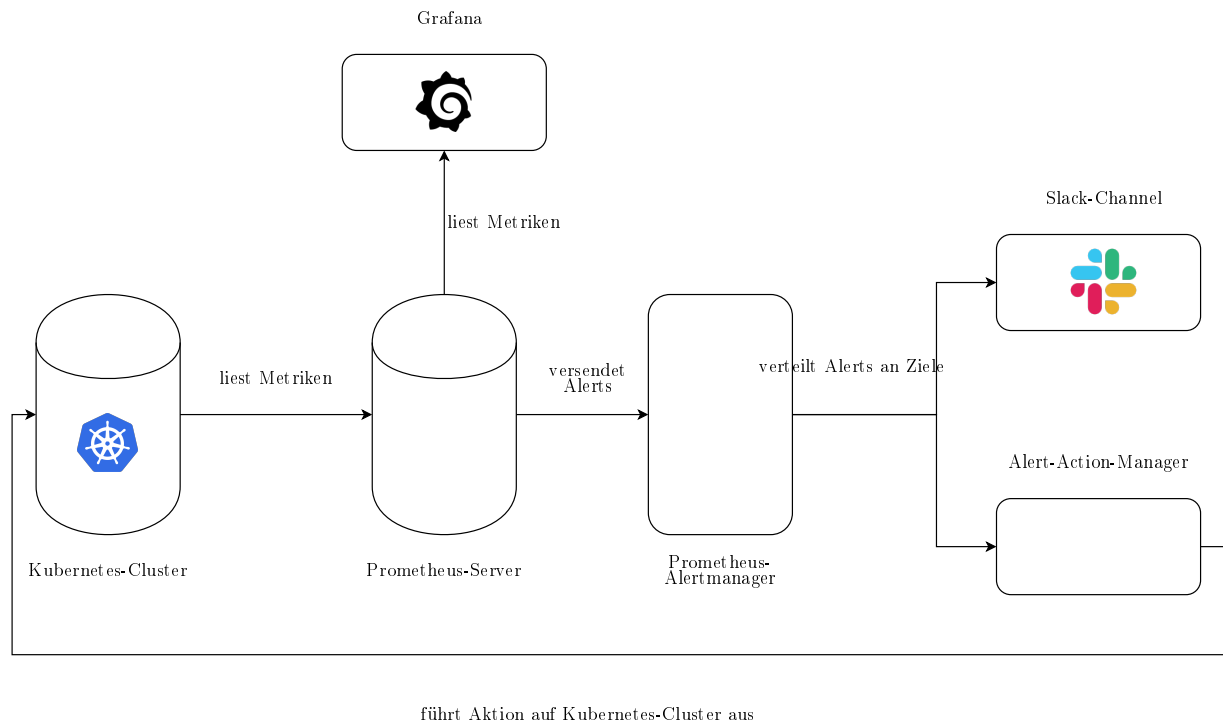 Grafana
liest Metriken
Slack-Channel
liest Metriken
versendet
Alerts
verteilt Alerts an Ziele
Alert-Action-Manager
Kubernetes-Cluster
Prometheus-Server
Prometheus-
Alertmanager
führt Aktion auf Kubernetes-Cluster aus